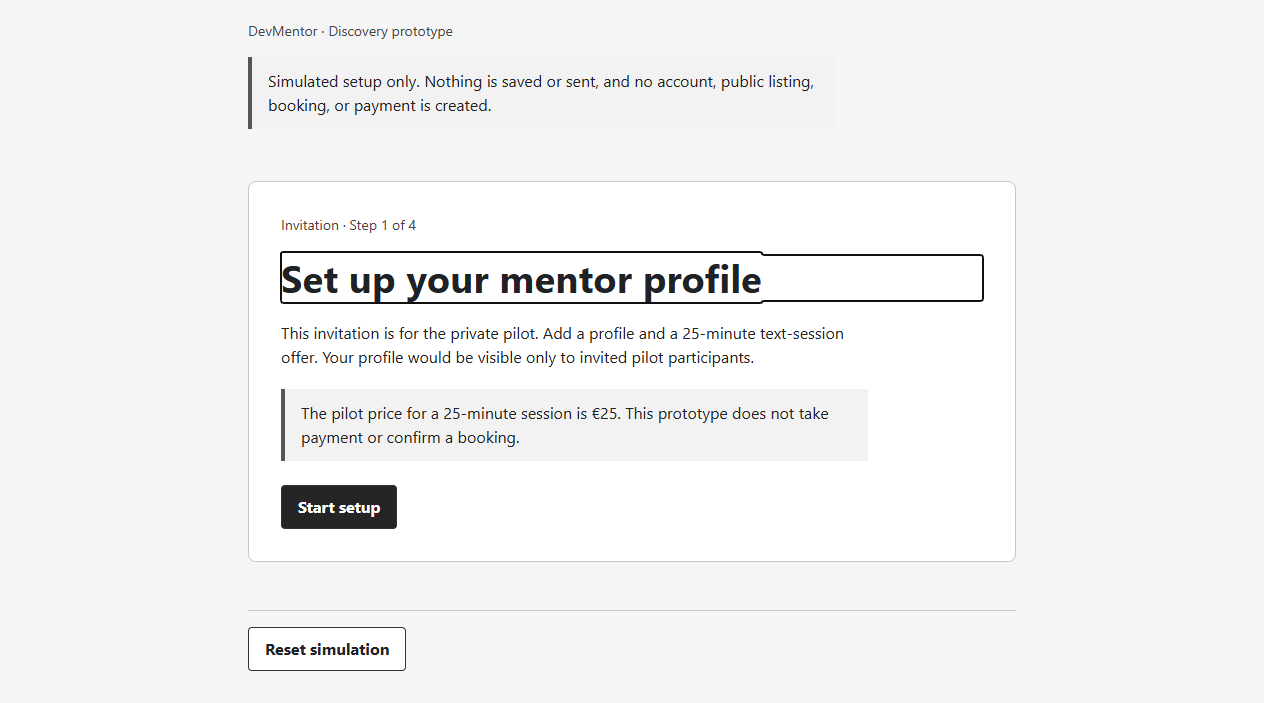 DevMentor · Discovery prototype
Simulated setup only. Nothing is saved or sent, and no account, public listing,
booking, or payment is created.
Invitation · Step 1 of 4
Set up your mentor profile
This invitation is for the private pilot. Add a profile and a 25-minute text-session
offer. Your profile would be visible only to invited pilot participants.
The pilot price for a 25-minute session is €25. This prototype does not take
payment or confirm a booking.
Start setup
Reset simulation